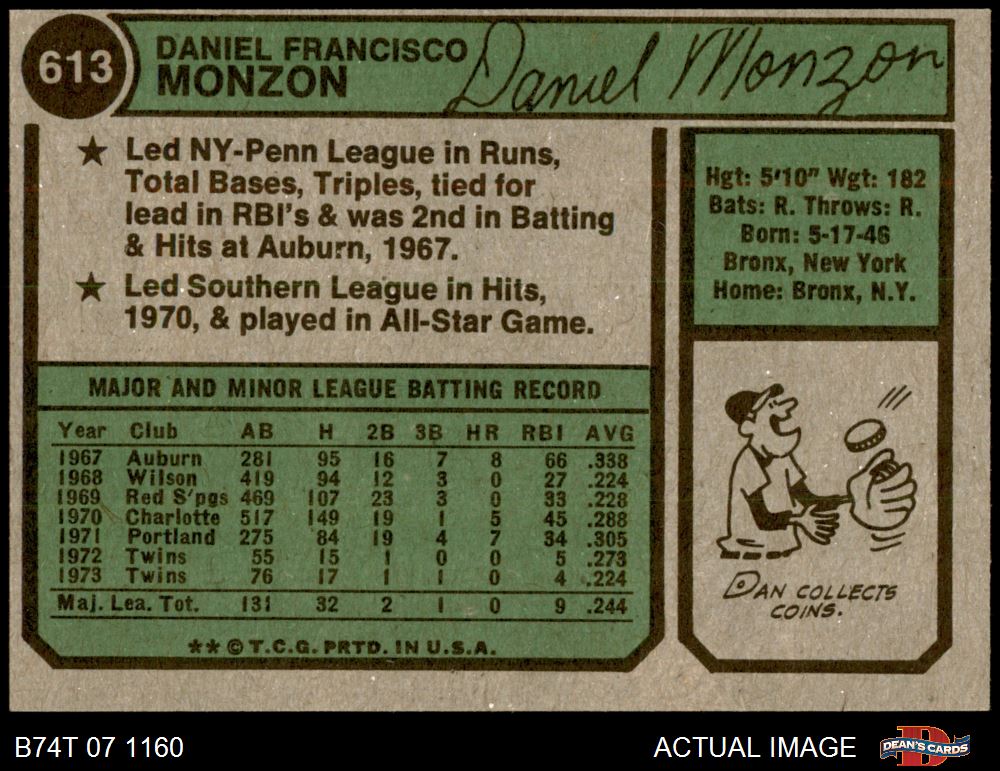 613
DANIEL FRANCISCO
MONZON
Daniel Monzon
★ Led NY-Penn League in Runs,
Total Bases, Triples, tied for
lead in RBI's & was 2nd in Batting
& Hits at Auburn, 1967.
★ Led Southern League in Hits,
1970, & played in All-Star Game.
Hgt: 5'10" Wgt: 182
Bats: R. Throws: R.
Born: 5-17-46
Bronx, New York
Home: Bronx, N.Y.
MAJOR AND MINOR LEAGUE BATTING RECORD
Year Club AB H 2B 3B HR RBI AVG
1967 Auburn 281 95 16 7 8 66 .338
1968 Wilson 419 94 12 3 0 27 .224
1969 Red S'pgs 469 107 23 3 0 33 .228
1970 Charlotte 517 149 19 1 5 45 .288
1971 Portland 275 84 19 4 7 34 .305
1972 Twins 55 15 1 0 0 5 .273
1973 Twins 76 17 1 1 0 4 .224
Maj. Lea. Tot. 131 32 2 1 0 9 .244
**© T.C.G. PRTD. IN U.S.A.
DAN COLLECTS
COINS.
B74T 07 1160
ACTUAL IMAGE
DEAN'S CARDS